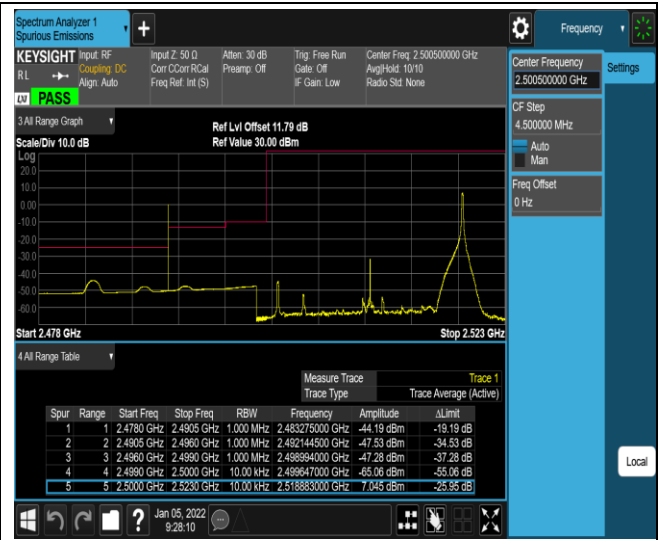 Spectrum Analyzer 1
Spurious Emissions
Frequency
KEYSIGHT Input: RF Input Z: 50 Ω Atten: 30 dB Trig: Free Run Center Freq: 2.500500000 GHz
RL Coupling: DC Corr CCorr RCal Preamp: Off Gate: Off Avg|Hold: 10/10
Align: Auto Freq Ref: Int (S) IF Gain: Low Radio Std: None
LXI PASS
Center Frequency
2.500500000 GHz
Settings
CF Step
4.500000 MHz
Auto
Man
Freq Offset
0 Hz
3 All Range Graph
Ref Lvl Offset 11.79 dB
Scale/Div 10.0 dB Ref Value 30.00 dBm
Log
20.0
10.0
0.00
-10.0
-20.0
-30.0
-40.0
-50.0
-60.0
Start 2.478 GHz Stop 2.523 GHz
4 All Range Table
Measure Trace Trace 1
Trace Type Trace Average (Active)
Spur Range Start Freq Stop Freq RBW Frequency Amplitude ΔLimit
1 1 2.4780 GHz 2.4905 GHz 1.000 MHz 2.483275000 GHz -44.19 dBm -19.19 dB
2 2 2.4905 GHz 2.4960 GHz 1.000 MHz 2.492144500 GHz -47.53 dBm -34.53 dB
3 3 2.4960 GHz 2.4990 GHz 1.000 MHz 2.498994000 GHz -47.28 dBm -37.28 dB
4 4 2.4990 GHz 2.5000 GHz 10.00 kHz 2.499647000 GHz -65.06 dBm -55.06 dB
5 5 2.5000 GHz 2.5230 GHz 10.00 kHz 2.518883000 GHz 7.045 dBm -25.95 dB
Local
Jan 05, 2022
9:28:10